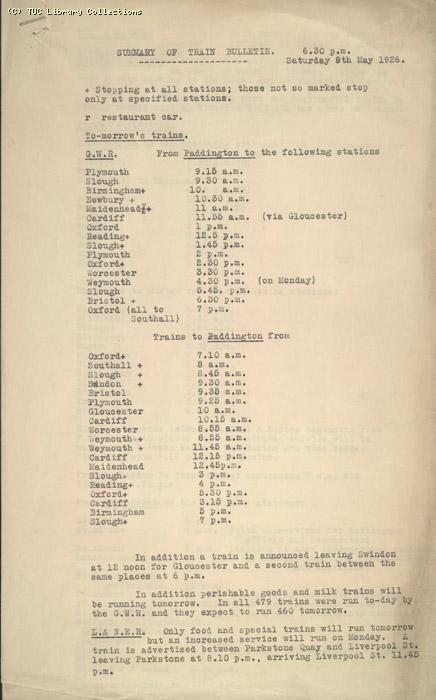 (C) TUC Library Collections
SUMMARY OF TRAIN BULLETIN. 6.30 p.m.
Saturday 8th May 1926.
+ Stopping at all stations; those not so marked stop
only at specified stations.
r restaurant car.
To-morrow's trains.
G.W.R. From Paddington to the following stations
Plymouth 9.15 a.m.
Slough 9.30 a.m.
Birmingham+ 10. a.m.
Newbury + 10.30 a.m.
Maidenhead+ 11 a.m.
Cardiff 11.55 a.m. (via Gloucester)
Oxford 1 p.m.
Reading+ 12.5 p.m.
Slough+ 1.45 p.m.
Plymouth 2 p.m.
Oxford+ 2.30 p.m.
Worcester 3.30 p.m.
Weymouth 4.30 p.m. (on Monday)
Slough 5.45. p.m.
Bristol + 6.30 p.m.
Oxford (all to 7 p.m.
Southall)
Trains to Paddington from
Oxford+ 7.10 a.m.
Southall + 8 a.m.
Slough + 8.45 a.m.
Swindon + 9.30 a.m.
Bristol 9.35 a.m.
Plymouth 9.25 a.m.
Gloucester 10 a.m.
Cardiff 10.15 a.m.
Worcester 8.55 a.m.
Weymouth + 8.55 a.m.
Weymouth + 11.45 a.m.
Cardiff 12.15 p.m.
Maidenhead 12.45p.m.
Slough+ 3 p.m.
Reading+ 4 p.m.
Oxford+ 5.30 p.m.
Cardiff 3.15 p.m.
Birmingham 5 p.m.
Slough+ 7 p.m.
In addition a train is announced leaving Swindon
at 12 noon for Gloucester and a second train between the
same places at 6 p.m.
In addition perishable goods and milk trains will
be running tomorrow. In all 479 trains were run to-day by
the G.W.R. and they expect to run 460 tomorrow.
L.& N.E.R. Only food and special trains will run tomorrow
but an increased service will run on Monday. A
train is advertised between Parkstone Quay and Liverpool St.
leaving Parkstone at 8.10 p.m., arriving Liverpool St. 11.45
p.m.